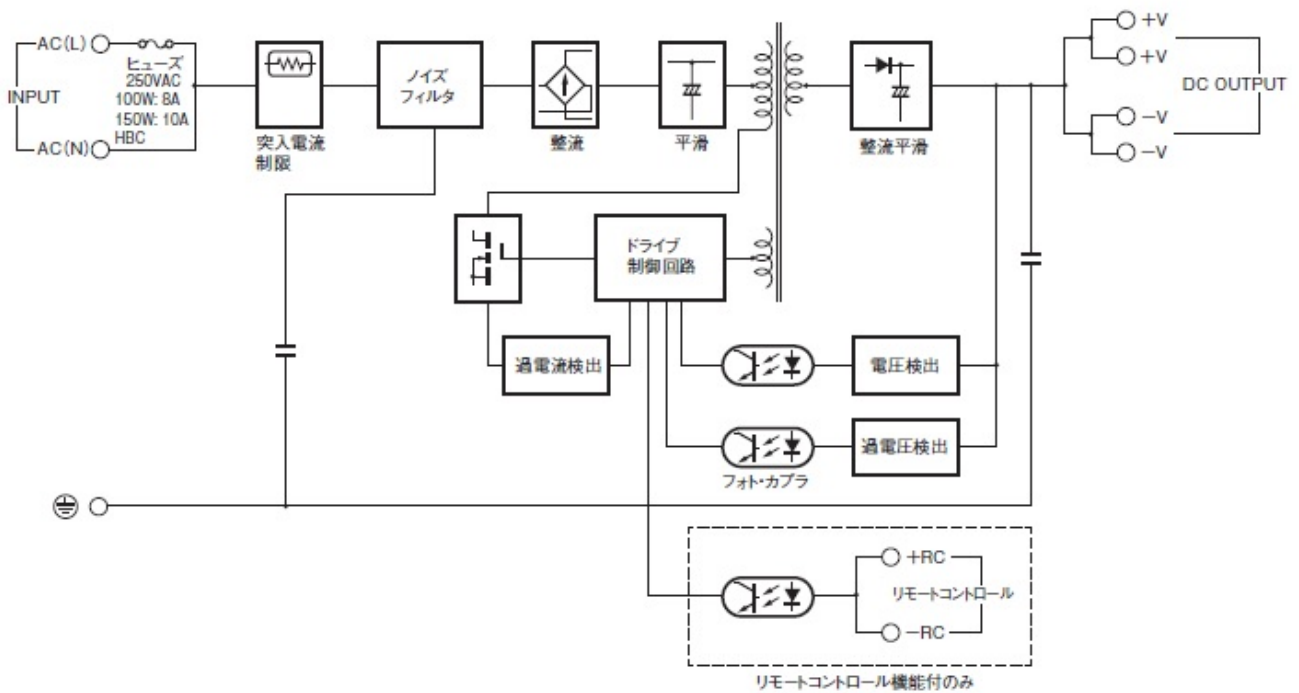 AC(L)
ヒューズ
250VAC
100W: 8A
150W: 10A
HBC
INPUT
AC(N)
突入電流
制限
ノイズ
フィルタ
整流
平滑
整流平滑
+V
+V
DC OUTPUT
−V
−V
ドライブ
制御回路
過電流検出
電圧検出
過電圧検出
フォト・カプラ
+RC
リモートコントロール
−RC
リモートコントロール機能付のみ